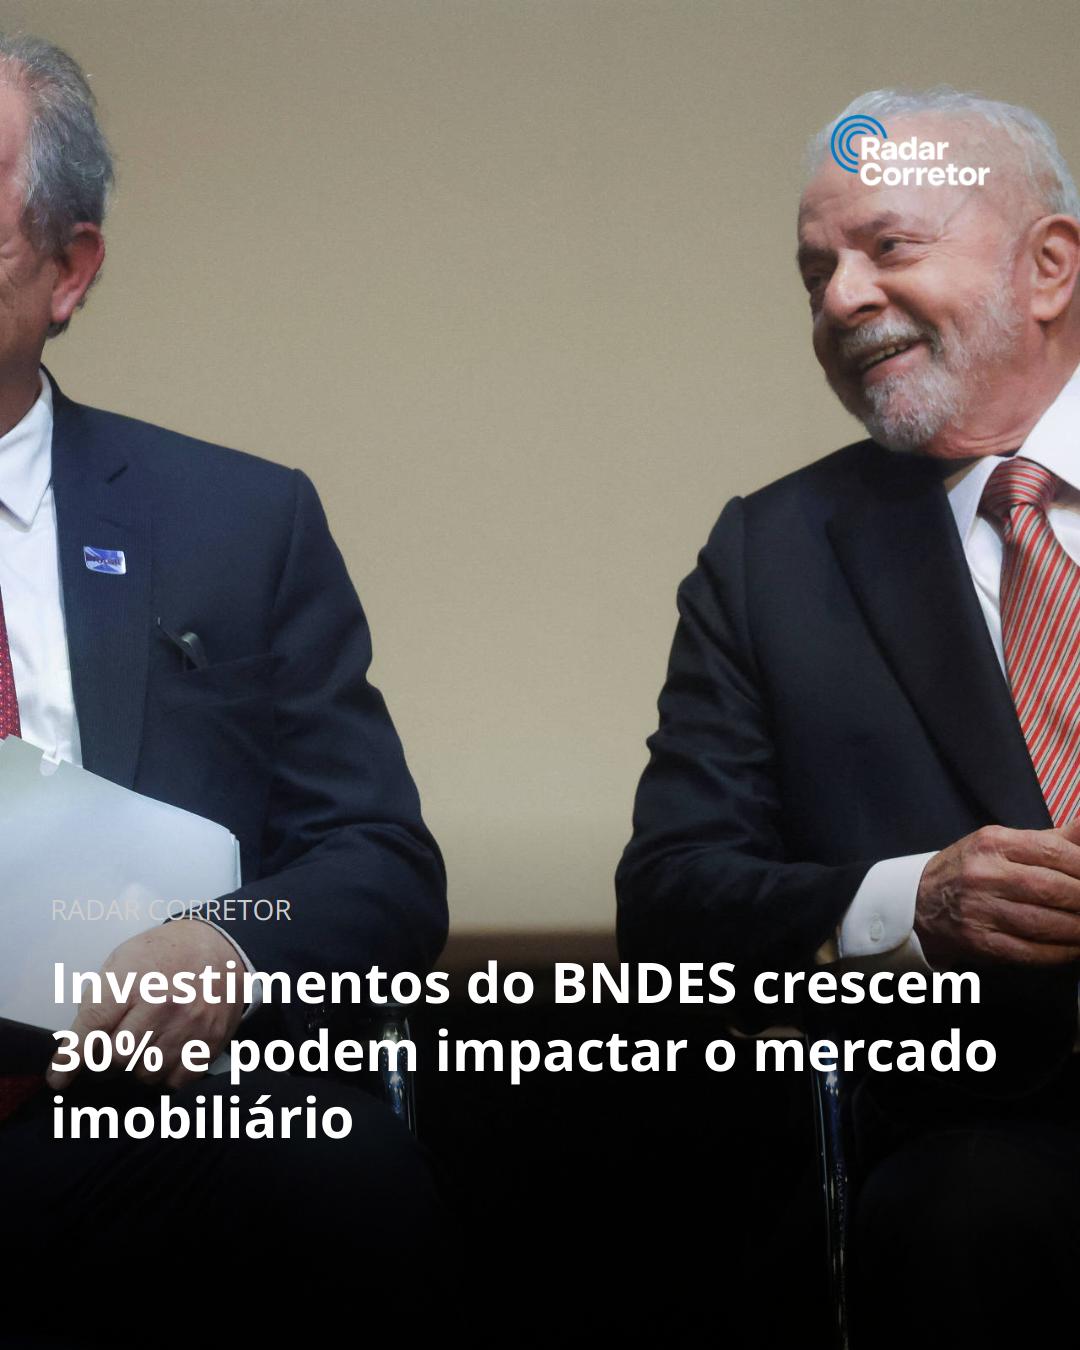 Radar
Corretor
RADAR CORRETOR
Investimentos do BNDES crescem
30% e podem impactar o mercado
imobiliário